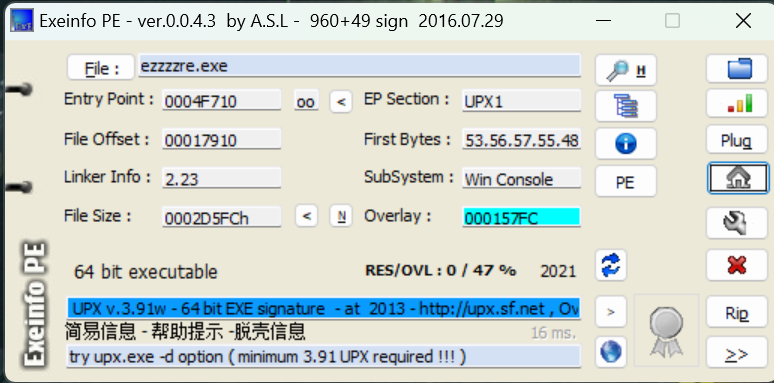 Exeinfo PE - ver.0.0.4.3 by A.S.L - 960+49 sign 2016.07.29
File : ezzzzre.exe H
Entry Point : 0004F710 oo < EP Section : UPX1
File Offset : 00017910 First Bytes : 53.56.57.55.48 Plug
Linker Info : 2.23 SubSystem : Win Console PE
File Size : 0002D5FCh < N Overlay : 000157FC
64 bit executable RES/OVL : 0 / 47 % 2021
UPX v.3.91w - 64 bit EXE signature - at 2013 - http://upx.sf.net , Ov > Rip
简易信息 - 帮助提示 -脱壳信息 16 ms.
try upx.exe -d option ( minimum 3.91 UPX required !!! ) >>
Exeinfo PE